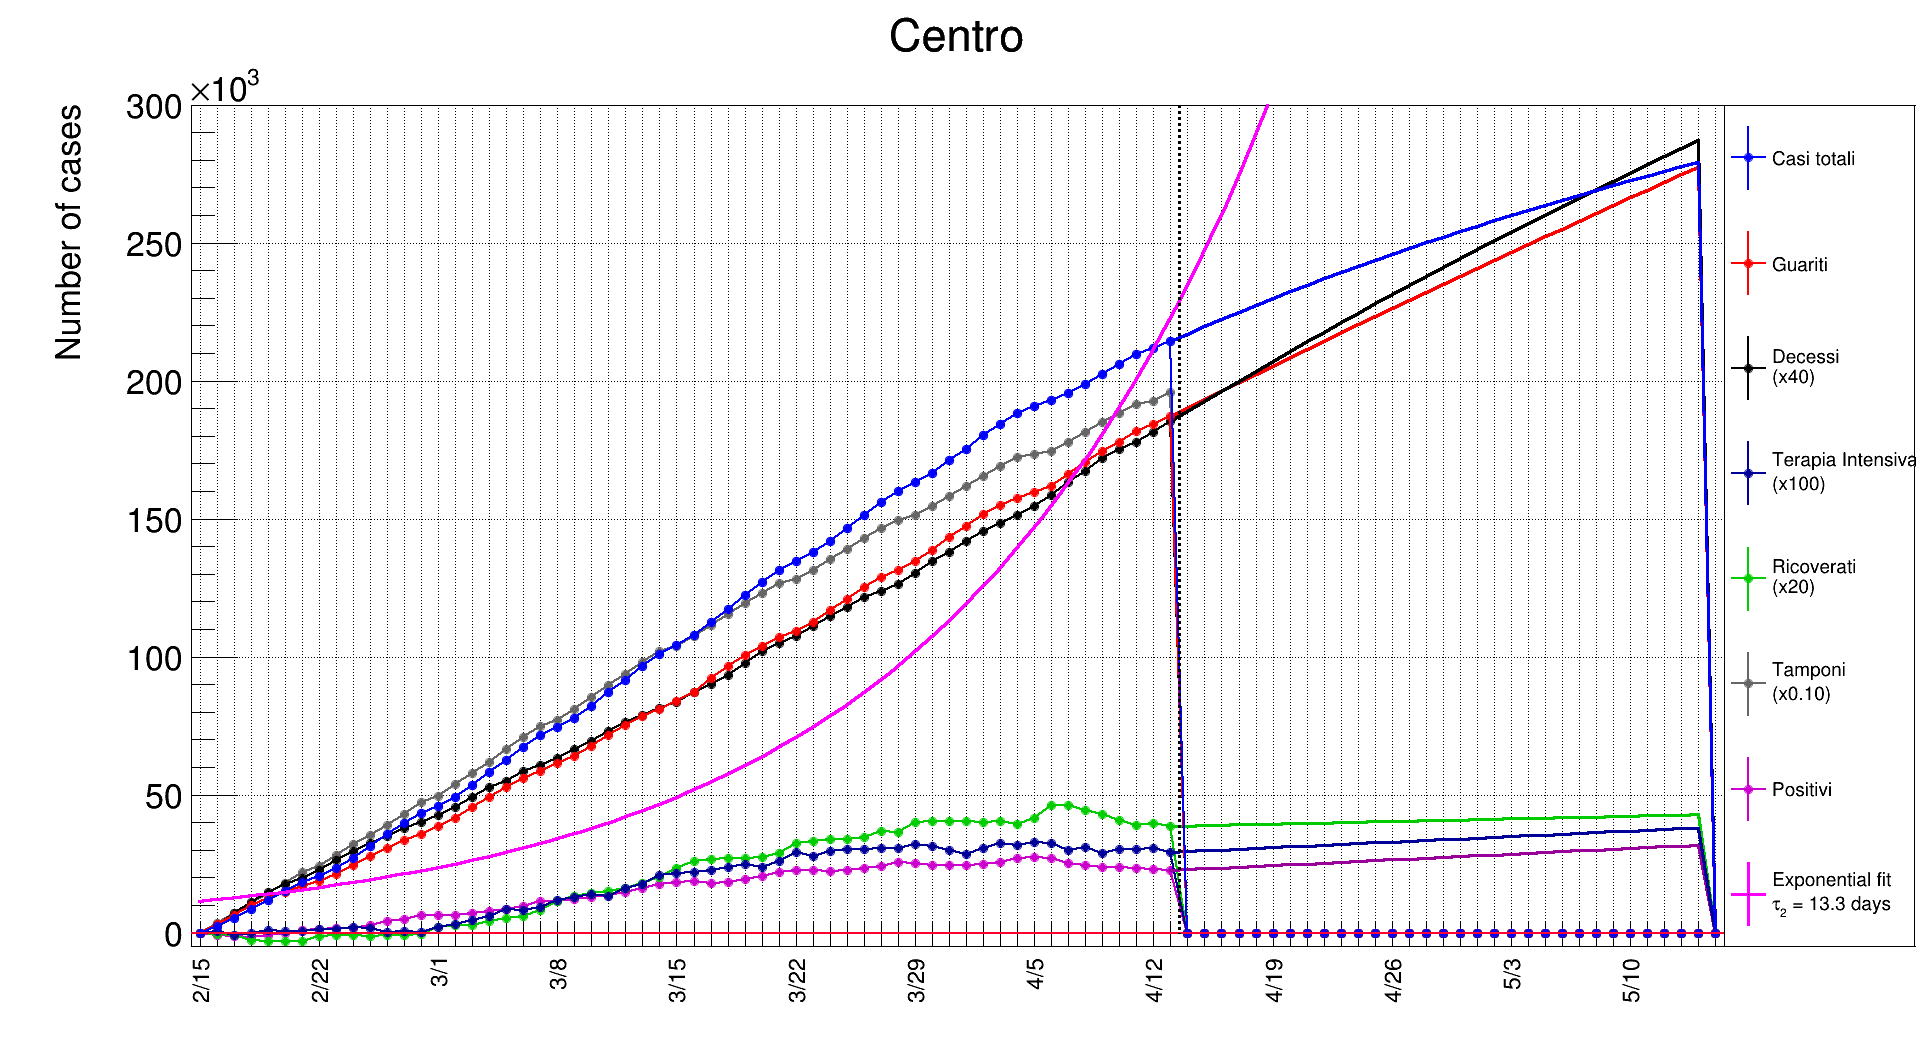 Centro
×10³
Number of cases
300
250
200
150
100
50
0
2/15
2/22
3/1
3/8
3/15
3/22
3/29
4/5
4/12
4/19
4/26
5/3
5/10
Casi totali
Guariti
Decessi
(x40)
Terapia Intensiva
(x100)
Ricoverati
(x20)
Tamponi
(x0.10)
Positivi
Exponential fit
τ₂ = 13.3 days